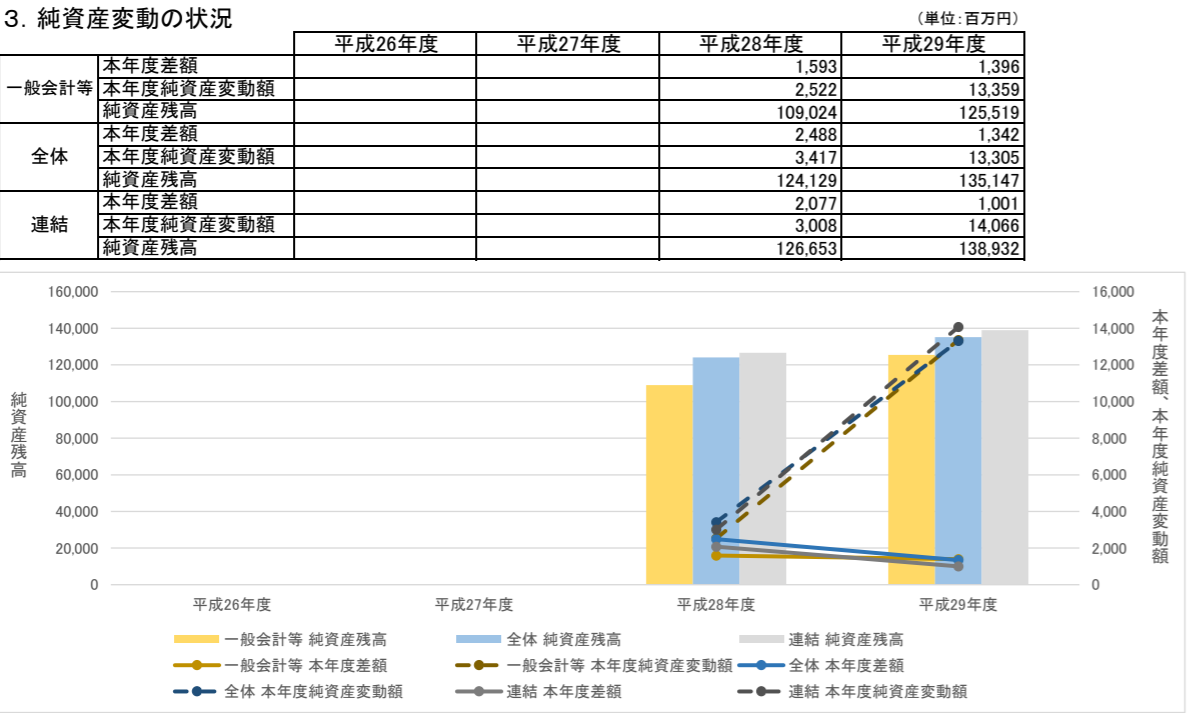 3．純資産変動の状況
（単位：百万円）
平成26年度 平成27年度 平成28年度 平成29年度
一般会計等 本年度差額 1,593 1,396
本年度純資産変動額 2,522 13,359
純資産残高 109,024 125,519
全体 本年度差額 2,488 1,342
本年度純資産変動額 3,417 13,305
純資産残高 124,129 135,147
連結 本年度差額 2,077 1,001
本年度純資産変動額 3,008 14,066
純資産残高 126,653 138,932
純資産残高
160,000
140,000
120,000
100,000
80,000
60,000
40,000
20,000
0
16,000
14,000
12,000
10,000
8,000
6,000
4,000
2,000
0
本年度差額、本年度純資産変動額
平成26年度 平成27年度 平成28年度 平成29年度
一般会計等 純資産残高 全体 純資産残高 連結 純資産残高
一般会計等 本年度差額 一般会計等 本年度純資産変動額 全体 本年度差額
全体 本年度純資産変動額 連結 本年度差額 連結 本年度純資産変動額